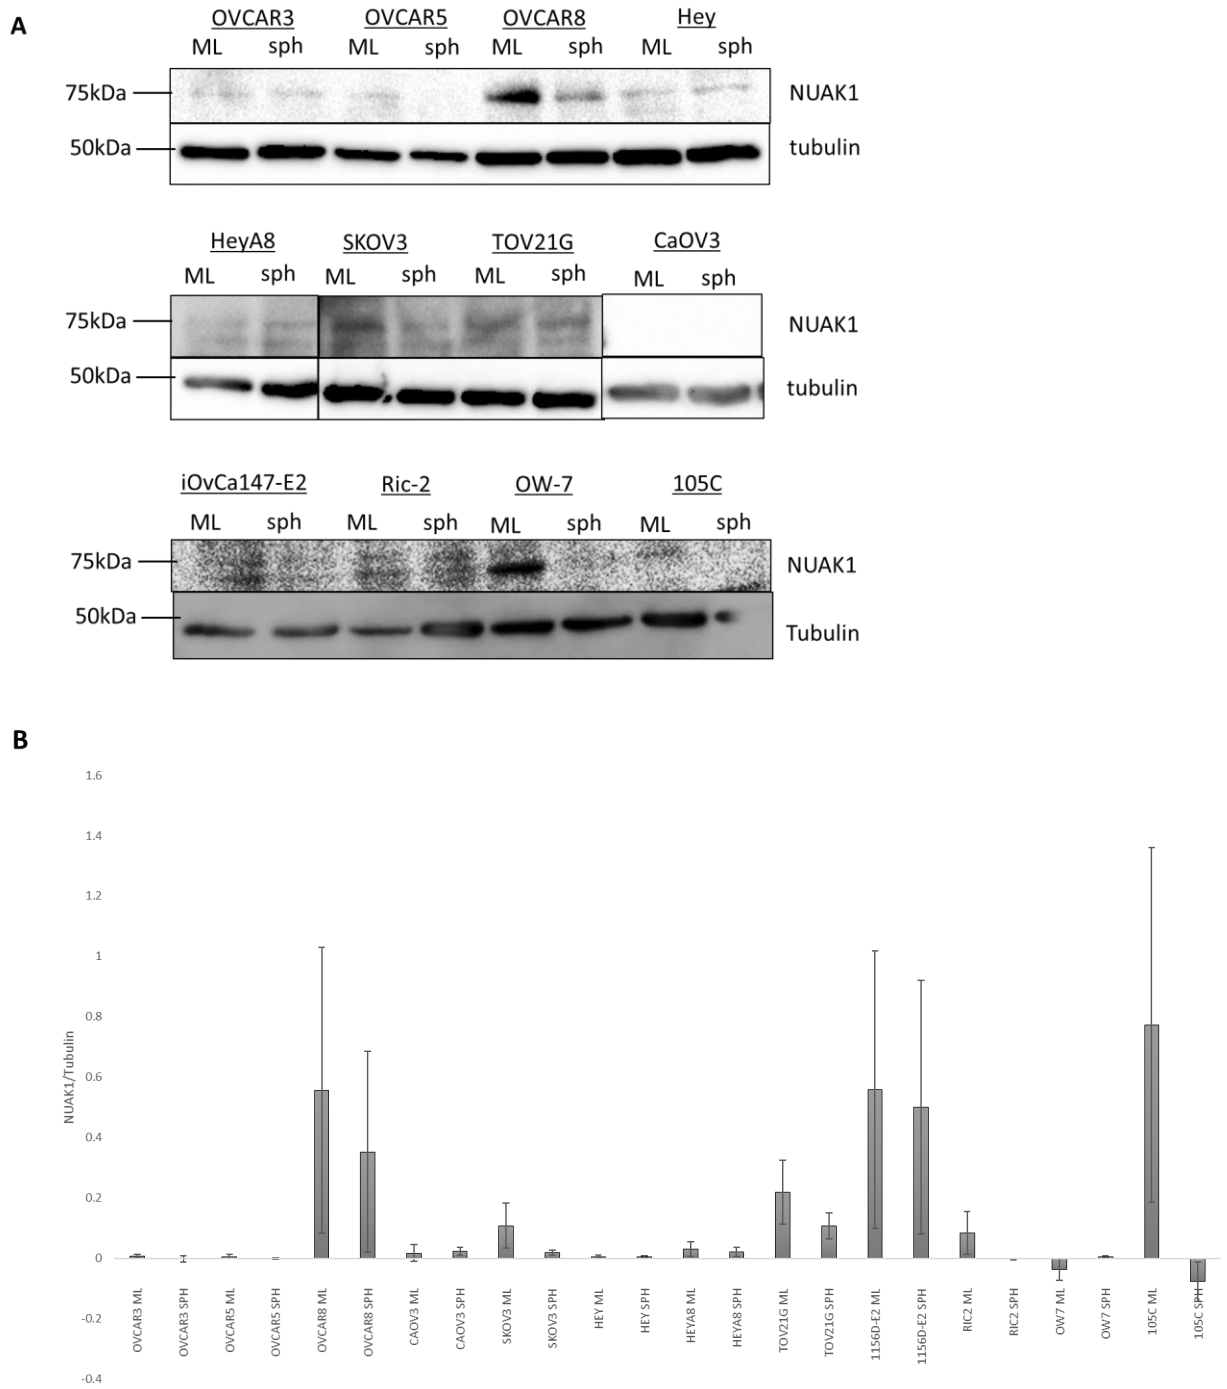 A
OVCAR3 OVCAR5 OVCAR8 Hey
ML sph ML sph ML sph ML sph
75kDa NUAK1
50kDa tubulin
HeyA8 SKOV3 TOV21G CaOV3
ML sph ML sph ML sph ML sph
75kDa NUAK1
50kDa tubulin
iOvCa147-E2 Ric-2 OW-7 105C
ML sph ML sph ML sph ML sph
75kDa NUAK1
50kDa Tubulin
B
1.6
1.4
1.2
1
0.8
0.6
0.4
0.2
0
-0.2
-0.4
NUAK1/Tubulin
OVCAR3 ML
OVCAR3 SPH
OVCAR5 ML
OVCAR5 SPH
OVCAR8 ML
OVCAR8 SPH
CAOV3 ML
CAOV3 SPH
SKOV3 ML
SKOV3 SPH
HEY ML
HEY SPH
HEYA8 ML
HEYA8 SPH
TOV21G ML
TOV21G SPH
1156D-E2 ML
1156D-E2 SPH
RIC2 ML
RIC2 SPH
OW7 ML
OW7 SPH
105C ML
105C SPH